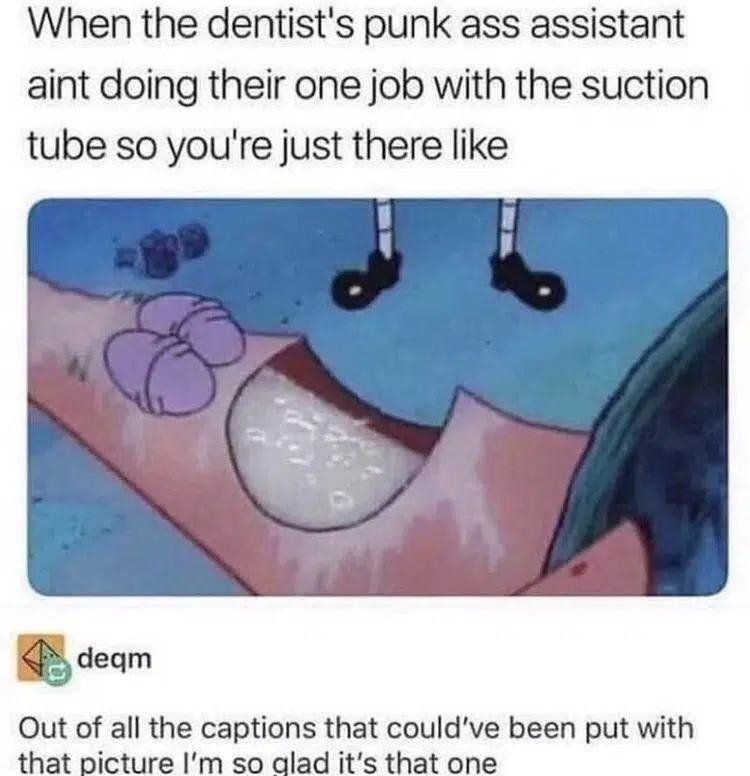 When the dentist's punk ass assistant
aint doing their one job with the suction
tube so you're just there like
deqm
Out of all the captions that could've been put with
that picture I'm so glad it's that one